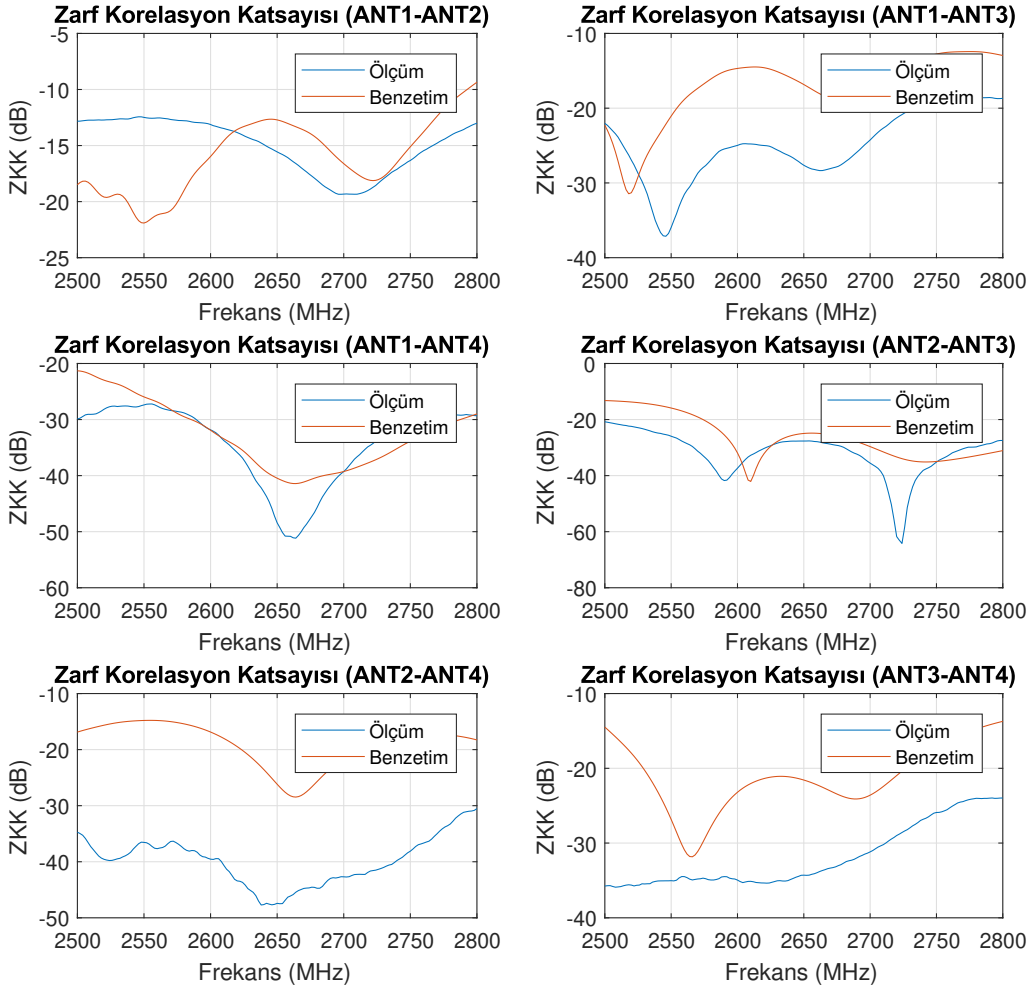 Zarf Korelasyon Katsayısı (ANT1-ANT2)
-5
-10
-15
-20
-25
ZKK (dB)
Ölçüm
Benzetim
2500 2550 2600 2650 2700 2750 2800
Frekans (MHz)
Zarf Korelasyon Katsayısı (ANT1-ANT3)
-10
-20
-30
-40
ZKK (dB)
Ölçüm
Benzetim
2500 2550 2600 2650 2700 2750 2800
Frekans (MHz)
Zarf Korelasyon Katsayısı (ANT1-ANT4)
-20
-30
-40
-50
-60
ZKK (dB)
Ölçüm
Benzetim
2500 2550 2600 2650 2700 2750 2800
Frekans (MHz)
Zarf Korelasyon Katsayısı (ANT2-ANT3)
0
-20
-40
-60
-80
ZKK (dB)
Ölçüm
Benzetim
2500 2550 2600 2650 2700 2750 2800
Frekans (MHz)
Zarf Korelasyon Katsayısı (ANT2-ANT4)
-10
-20
-30
-40
-50
ZKK (dB)
Ölçüm
Benzetim
2500 2550 2600 2650 2700 2750 2800
Frekans (MHz)
Zarf Korelasyon Katsayısı (ANT3-ANT4)
-10
-20
-30
-40
ZKK (dB)
Ölçüm
Benzetim
2500 2550 2600 2650 2700 2750 2800
Frekans (MHz)